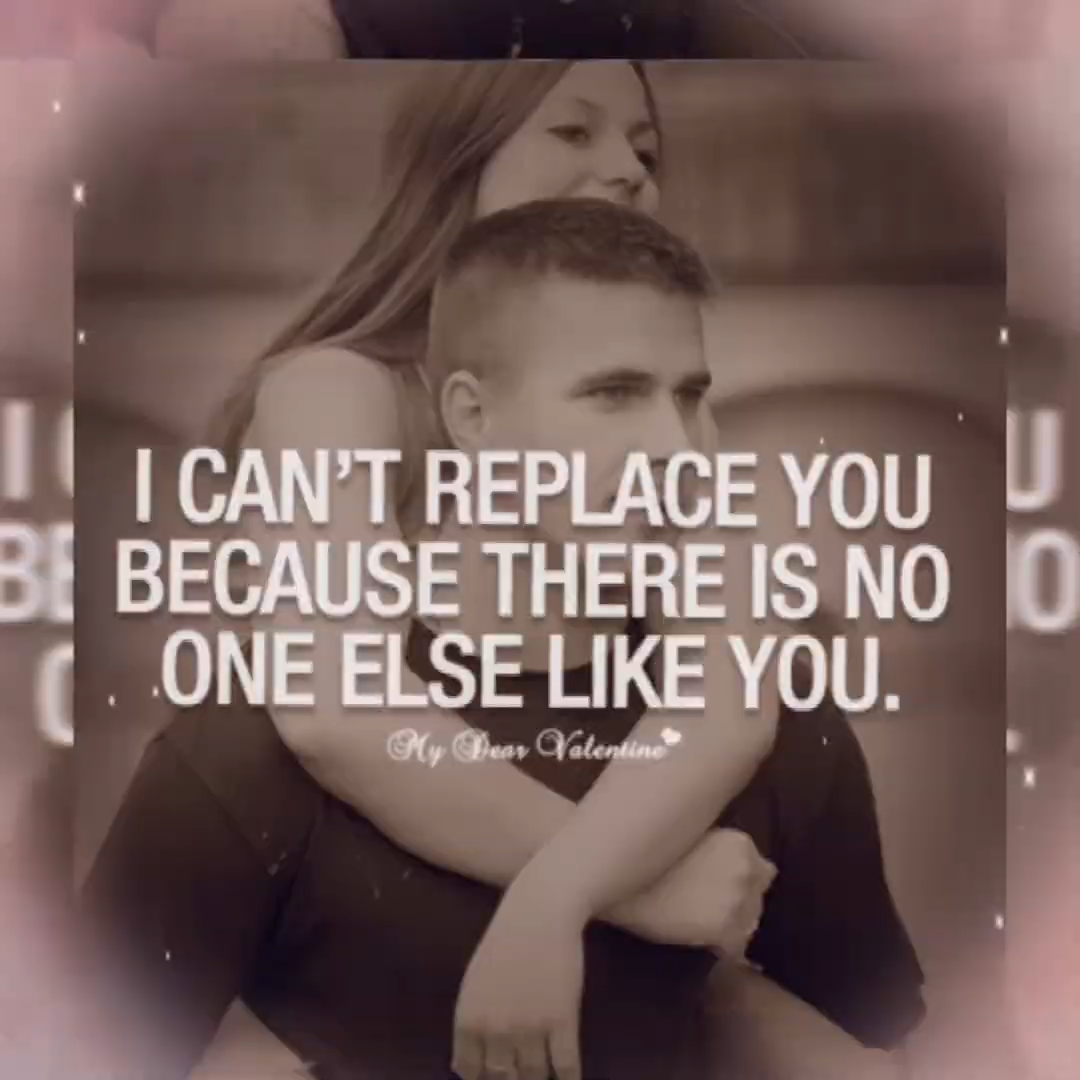 I CAN'T REPLACE YOU
BECAUSE THERE IS NO
ONE ELSE LIKE YOU.
My Dear Valentine